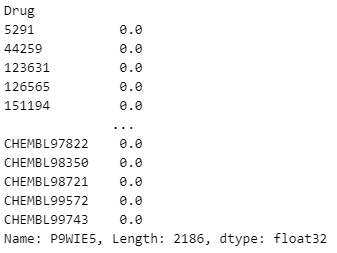 Drug
5291 0.0
44259 0.0
123631 0.0
126565 0.0
151194 0.0
...
CHEMBL97822 0.0
CHEMBL98350 0.0
CHEMBL98721 0.0
CHEMBL99572 0.0
CHEMBL99743 0.0
Name: P9WIE5, Length: 2186, dtype: float32